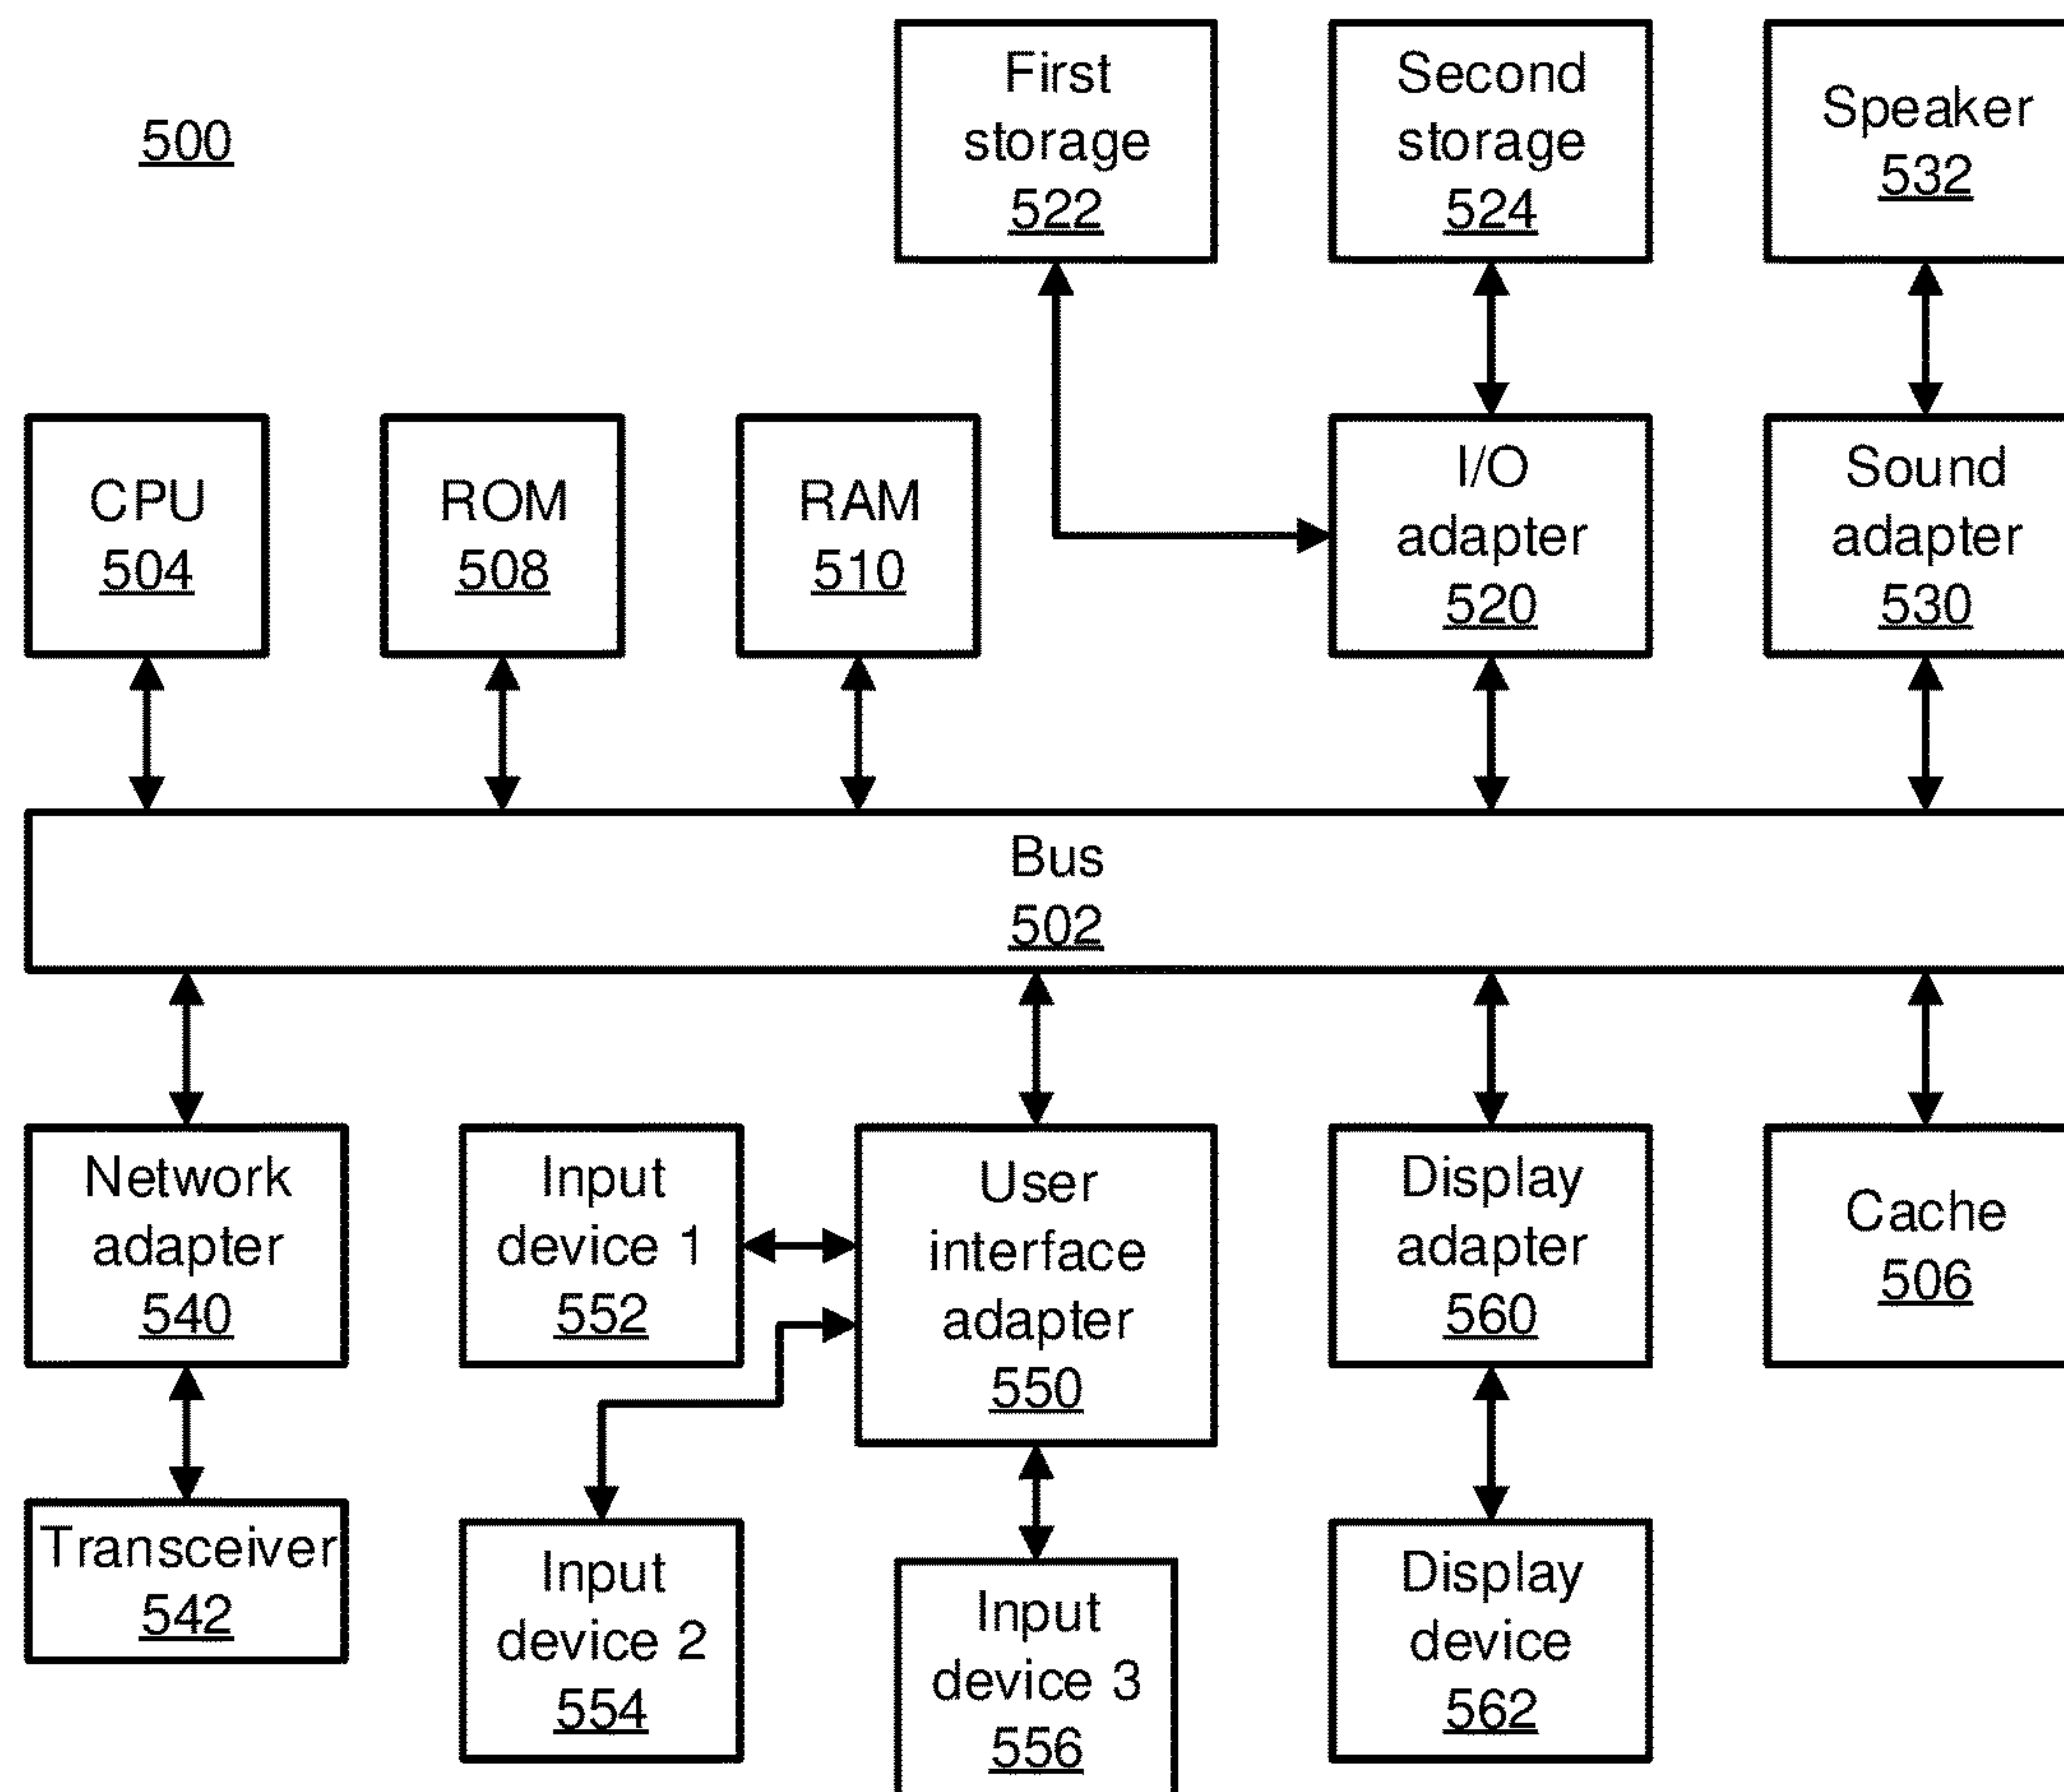 500
First
storage
522
Second
storage
524
Speaker
532
CPU
504
ROM
508
RAM
510
I/O
adapter
520
Sound
adapter
530
Bus
502
Network
adapter
540
Input
device 1
552
User
interface
adapter
550
Display
adapter
560
Cache
506
Transceiver
542
Input
device 2
554
Input
device 3
556
Display
device
562